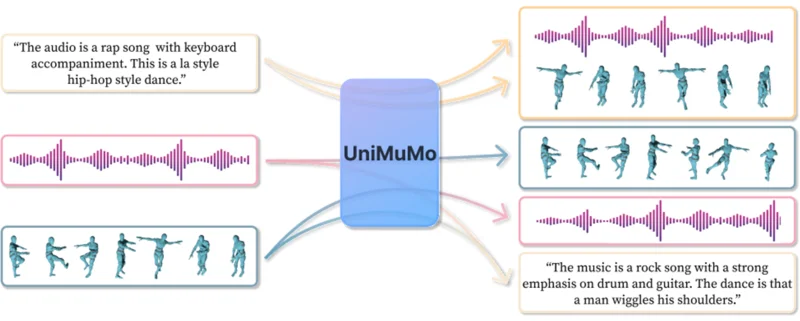 “The audio is a rap song with keyboard
accompaniment. This is a la style
hip-hop style dance.”
UniMuMo
“The music is a rock song with a strong
emphasis on drum and guitar. The dance is that
a man wiggles his shoulders.”